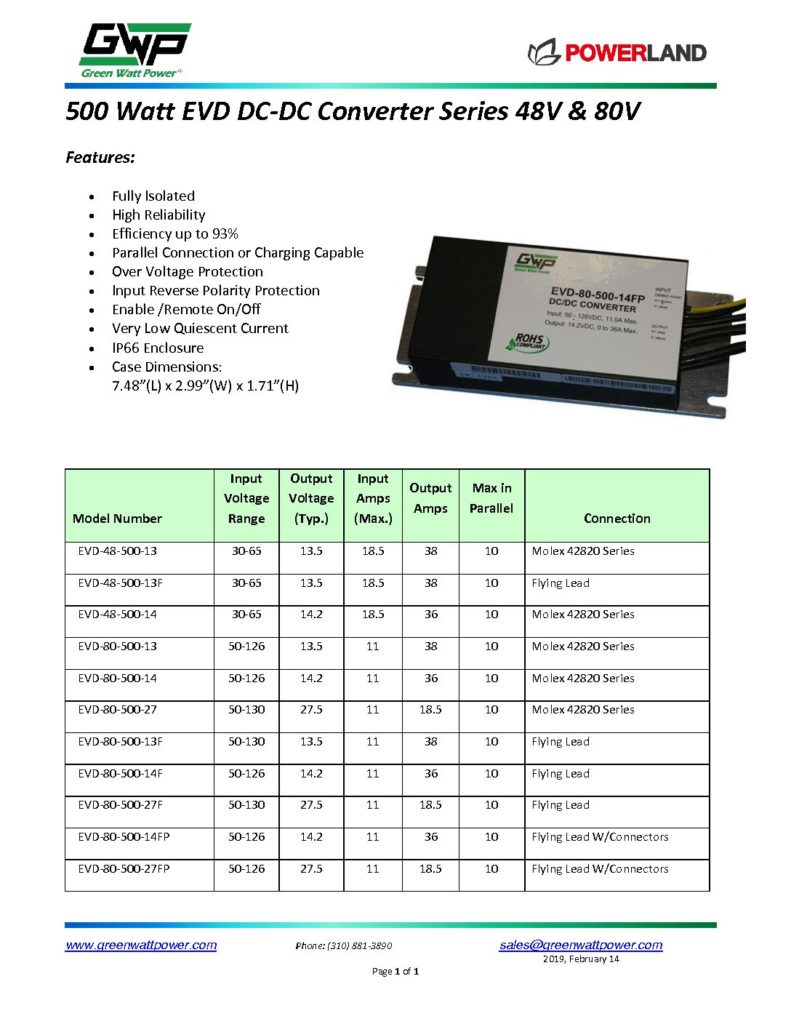 GWP
Green Watt Power®
POWERLAND
500 Watt EVD DC-DC Converter Series 48V & 80V
Features:
• Fully Isolated
• High Reliability
• Efficiency up to 93%
• Parallel Connection or Charging Capable
• Over Voltage Protection
• Input Reverse Polarity Protection
• Enable /Remote On/Off
• Very Low Quiescent Current
• IP66 Enclosure
• Case Dimensions:
7.48”(L) x 2.99”(W) x 1.71”(H)
GWP
Green Watt Power
EVD-80-500-14FP
DC/DC CONVERTER
Input: 50 - 126VDC, 11.0A Max.
Output: 14.2VDC, 0 to 36A Max.
ROHS
COMPLIANT
INPUT
OUTPUT
Model Number Input Voltage Range Output Voltage (Typ.) Input Amps (Max.) Output Amps Max in Parallel Connection
EVD-48-500-13 30-65 13.5 18.5 38 10 Molex 42820 Series
EVD-48-500-13F 30-65 13.5 18.5 38 10 Flying Lead
EVD-48-500-14 30-65 14.2 18.5 36 10 Molex 42820 Series
EVD-80-500-13 50-126 13.5 11 38 10 Molex 42820 Series
EVD-80-500-14 50-126 14.2 11 36 10 Molex 42820 Series
EVD-80-500-27 50-130 27.5 11 18.5 10 Molex 42820 Series
EVD-80-500-13F 50-130 13.5 11 38 10 Flying Lead
EVD-80-500-14F 50-126 14.2 11 36 10 Flying Lead
EVD-80-500-27F 50-130 27.5 11 18.5 10 Flying Lead
EVD-80-500-14FP 50-126 14.2 11 36 10 Flying Lead W/Connectors
EVD-80-500-27FP 50-126 27.5 11 18.5 10 Flying Lead W/Connectors
www.greenwattpower.com Phone: (310) 881-3890 sales@greenwattpower.com
2019, February 14
Page 1 of 1